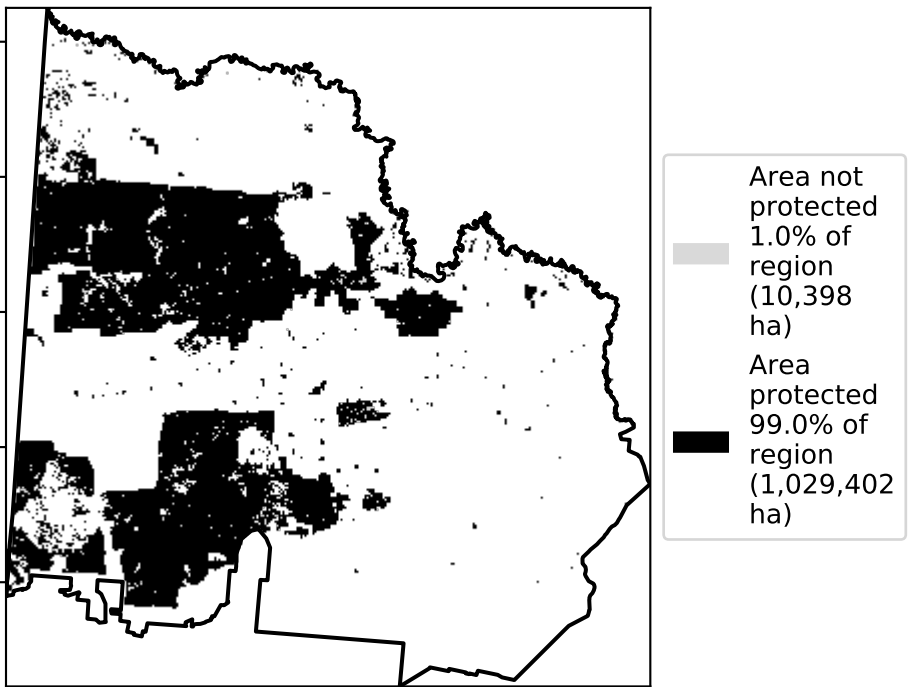 Area not
protected
1.0% of
region
(10,398
ha)
Area
protected
99.0% of
region
(1,029,402
ha)